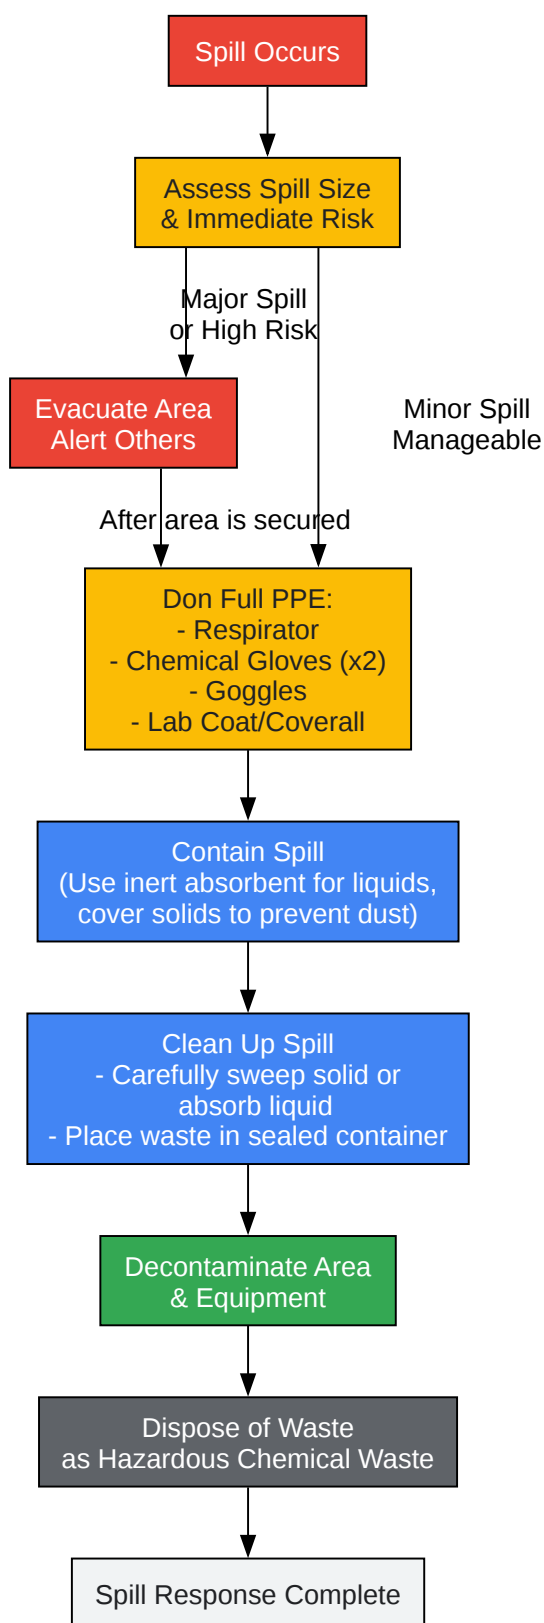 Spill Occurs
Assess Spill Size
& Immediate Risk
Major Spill
or High Risk
Evacuate Area
Alert Others
Minor Spill
Manageable
After area is secured
Don Full PPE:
- Respirator
- Chemical Gloves (x2)
- Goggles
- Lab Coat/Coverall
Contain Spill
(Use inert absorbent for liquids,
cover solids to prevent dust)
Clean Up Spill
- Carefully sweep solid or
absorb liquid
- Place waste in sealed container
Decontaminate Area
& Equipment
Dispose of Waste
as Hazardous Chemical Waste
Spill Response Complete